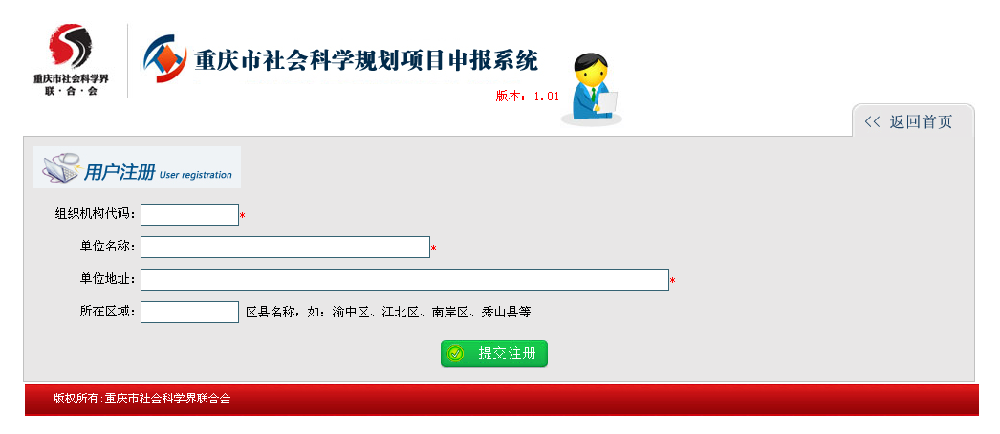 重庆市社会科学界
联·合·会
重庆市社会科学规划项目申报系统
版本：1.01
<< 返回首页
用户注册 User registration
组织机构代码： *
单位名称： *
单位地址： *
所在区域： 区县名称，如：渝中区、江北区、南岸区、秀山县等
提交注册
版权所有:重庆市社会科学界联合会